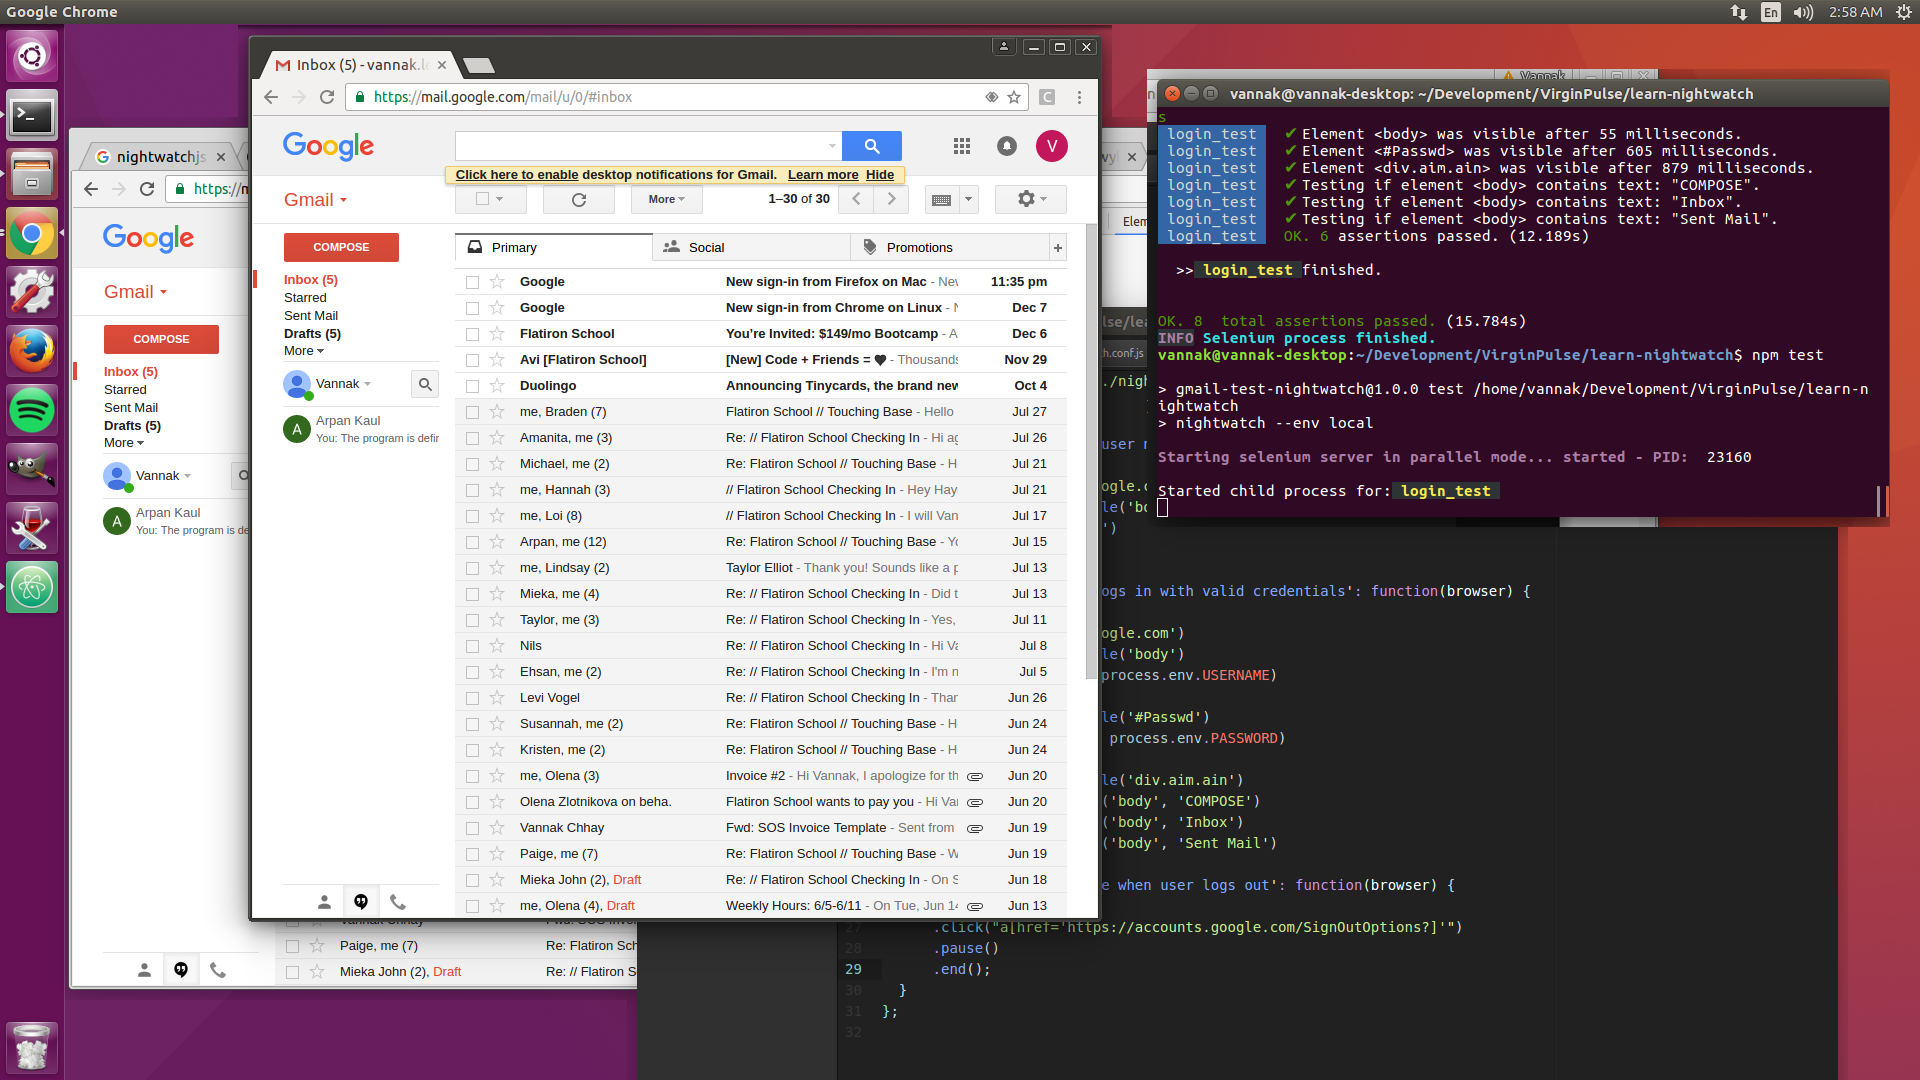 Google Chrome
En
2:58 AM
Inbox (5) - vannak.l
https://mail.google.com/mail/u/0/#inbox
C
Google
V
Click here to enable desktop notifications for Gmail. Learn more Hide
Gmail
More
1–30 of 30
COMPOSE
Primary
Social
Promotions
+
Inbox (5)
Starred
Sent Mail
Drafts (5)
More
Vannak
A
Arpan Kaul
You: The program is defir
Google New sign-in from Firefox on Mac - Nev 11:35 pm
Google New sign-in from Chrome on Linux - N Dec 7
Flatiron School You're Invited: $149/mo Bootcamp - A Dec 6
Avi [Flatiron School] [New] Code + Friends = ♥ - Thousands Nov 29
Duolingo Announcing Tinycards, the brand new Oct 4
me, Braden (7) Flatiron School // Touching Base - Hello Jul 27
Amanita, me (3) Re: // Flatiron School Checking In - Hi ag Jul 26
Michael, me (2) Re: Flatiron School // Touching Base - H Jul 21
me, Hannah (3) // Flatiron School Checking In - Hey Hay Jul 21
me, Loi (8) // Flatiron School Checking In - I will Van Jul 17
Arpan, me (12) Re: Flatiron School // Touching Base - Yo Jul 15
me, Lindsay (2) Taylor Elliot - Thank you! Sounds like a p Jul 13
Mieka, me (4) Re: // Flatiron School Checking In - Did t Jul 13
Taylor, me (3) Re: // Flatiron School Checking In - Yes, Jul 11
Nils Re: // Flatiron School Checking In - Hi Va Jul 8
Ehsan, me (2) Re: // Flatiron School Checking In - I'm n Jul 5
Levi Vogel Re: // Flatiron School Checking In - Than Jun 26
Susannah, me (2) Re: Flatiron School // Touching Base - H Jun 24
Kristen, me (2) Re: Flatiron School // Touching Base - H Jun 24
me, Olena (3) Invoice #2 - Hi Vannak, I apologize for th Jun 20
Olena Zlotnikova on beha. Flatiron School wants to pay you - Hi Van Jun 20
Vannak Chhay Fwd: SOS Invoice Template - Sent from Jun 19
Paige, me (7) Re: Flatiron School // Touching Base - W Jun 19
Mieka John (2), Draft Re: // Flatiron School Checking In - On S Jun 18
me, Olena (4), Draft Weekly Hours: 6/5-6/11 - On Tue, Jun 14 Jun 13
nightwatchjs
https://m
Google
Gmail
COMPOSE
Inbox (5)
Starred
Sent Mail
Drafts (5)
More
Vannak
A
Arpan Kaul
You: The program is de
Paige, me (7) Re: Flatiron Sch
Mieka John (2), Draft Re: // Flatiron S
Vannak
Elem
vannak@vannak-desktop: ~/Development/VirginPulse/learn-nightwatch
s
login_test ✔ Element <body> was visible after 55 milliseconds.
login_test ✔ Element <#Passwd> was visible after 605 milliseconds.
login_test ✔ Element <div.aim.ain> was visible after 879 milliseconds.
login_test ✔ Testing if element <body> contains text: "COMPOSE".
login_test ✔ Testing if element <body> contains text: "Inbox".
login_test ✔ Testing if element <body> contains text: "Sent Mail".
login_test OK. 6 assertions passed. (12.189s)
>> login_test finished.
OK. 8 total assertions passed. (15.784s)
INFO Selenium process finished.
vannak@vannak-desktop:~/Development/VirginPulse/learn-nightwatch$ npm test
> gmail-test-nightwatch@1.0.0 test /home/vannak/Development/VirginPulse/learn-n
ightwatch
> nightwatch --env local
Starting selenium server in parallel mode... started - PID: 23160
Started child process for: login_test
se/lea
h.conf.js
./nigh
user n
ogle.c
le('bo
')
ogs in with valid credentials': function(browser) {
ogle.com')
le('body')
process.env.USERNAME)
le('#Passwd')
process.env.PASSWORD)
le('div.aim.ain')
('body', 'COMPOSE')
('body', 'Inbox')
('body', 'Sent Mail')
e when user logs out': function(browser) {
27 .click("a[href='https://accounts.google.com/SignOutOptions?]'")
28 .pause()
29 .end();
30 }
31 };
32